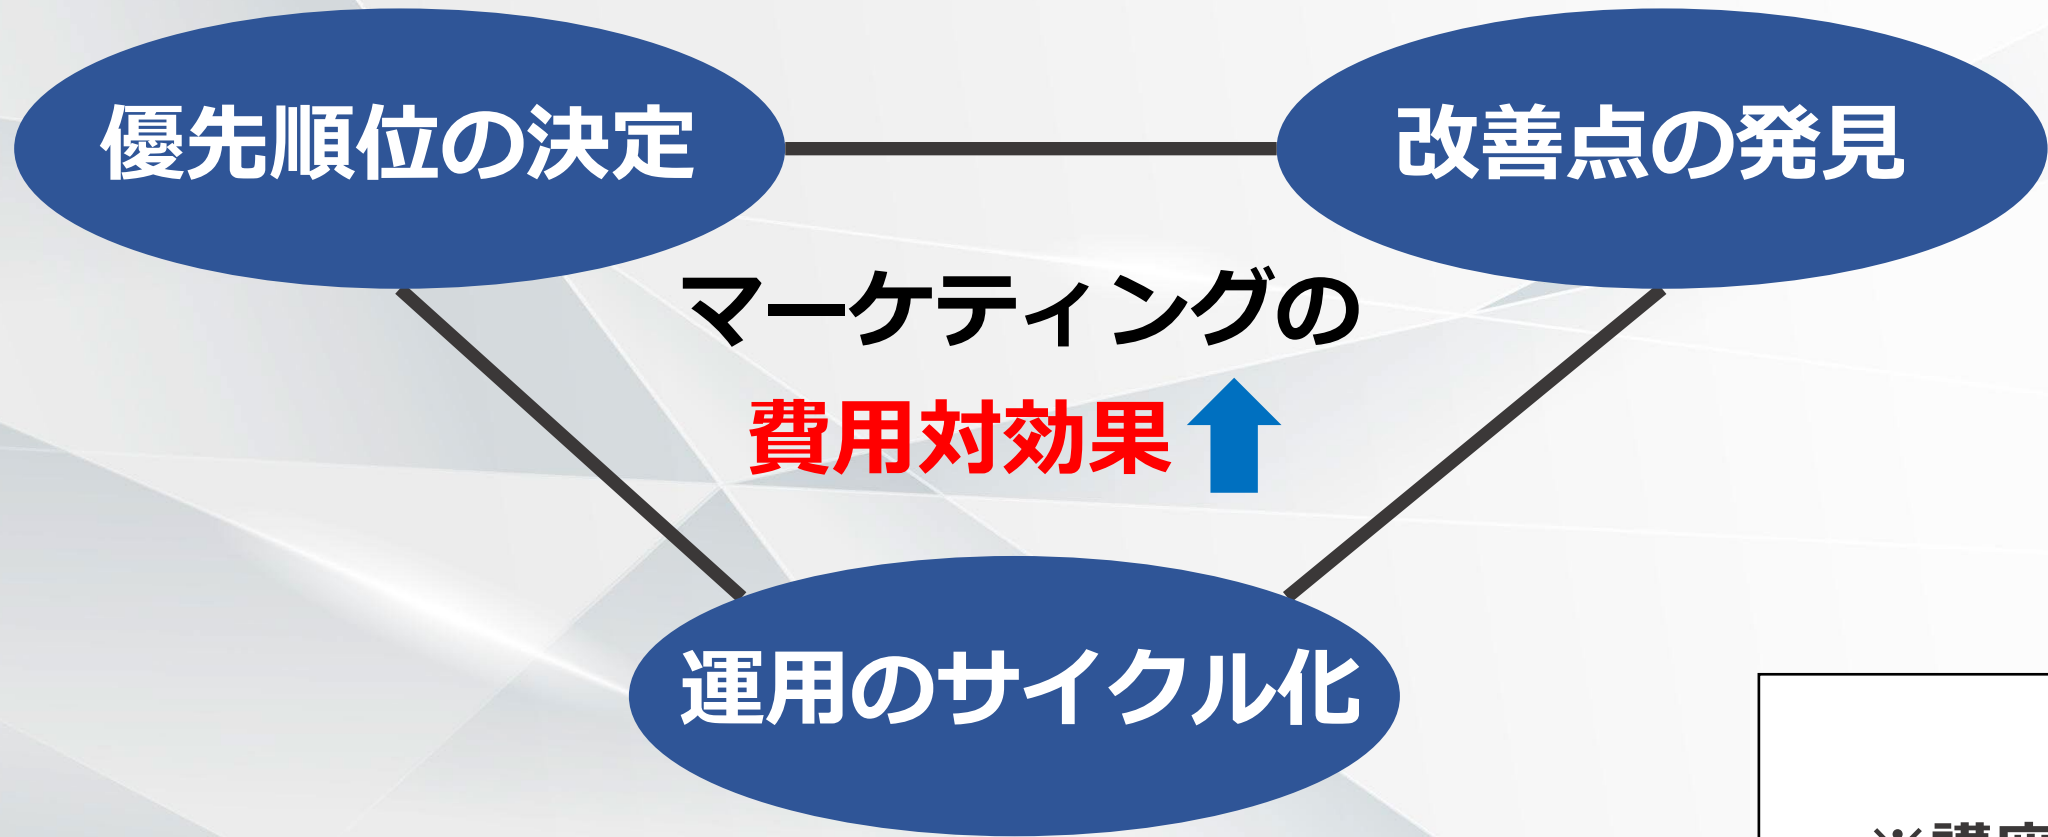 優先順位の決定
改善点の発見
マーケティングの
費用対効果
運用のサイクル化